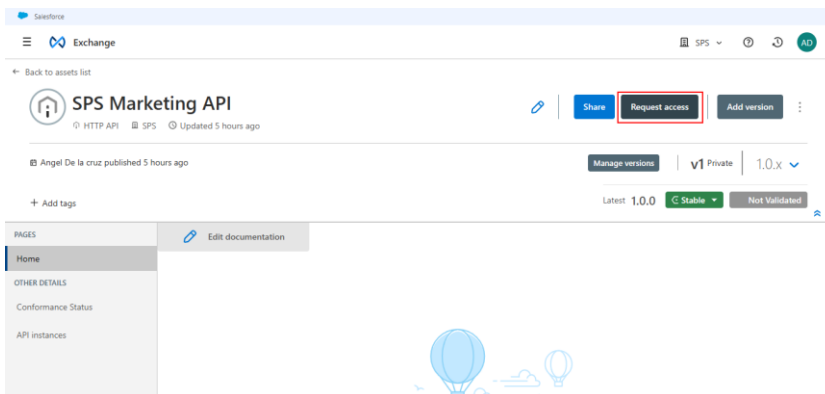 Salesforce
Exchange
SPS
AD
Back to assets list
SPS Marketing API
Share
Request access
Add version
HTTP API
SPS
Updated 5 hours ago
Angel De la cruz published 5 hours ago
Manage versions
v1 Private
1.0.x
+ Add tags
Latest 1.0.0
Stable
Not Validated
PAGES
Edit documentation
Home
OTHER DETAILS
Conformance Status
API instances